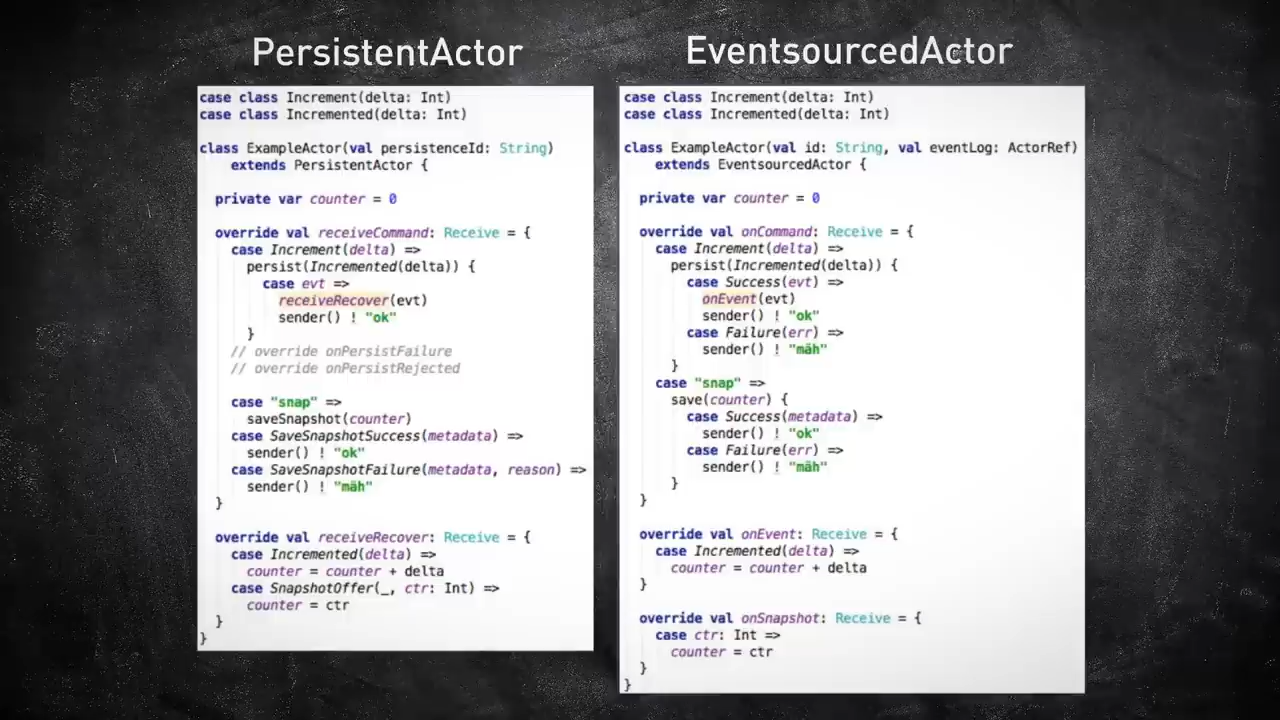 PersistentActor
case class Increment(delta: Int)
case class Incremented(delta: Int)
class ExampleActor(val persistenceId: String)
extends PersistentActor {
private var counter = 0
override val receiveCommand: Receive = {
case Increment(delta) =>
persist(Incremented(delta)) {
case evt =>
receiveRecover(evt)
sender() ! "ok"
}
// override onPersistFailure
// override onPersistRejected
case "snap" =>
saveSnapshot(counter)
case SaveSnapshotSuccess(metadata) =>
sender() ! "ok"
case SaveSnapshotFailure(metadata, reason) =>
sender() ! "mäh"
}
override val receiveRecover: Receive = {
case Incremented(delta) =>
counter = counter + delta
case SnapshotOffer(_, ctr: Int) =>
counter = ctr
}
}
EventsourcedActor
case class Increment(delta: Int)
case class Incremented(delta: Int)
class ExampleActor(val id: String, val eventLog: ActorRef)
extends EventsourcedActor {
private var counter = 0
override val onCommand: Receive = {
case Increment(delta) =>
persist(Incremented(delta)) {
case Success(evt) =>
onEvent(evt)
sender() ! "ok"
case Failure(err) =>
sender() ! "mäh"
}
case "snap" =>
save(counter) {
case Success(metadata) =>
sender() ! "ok"
case Failure(err) =>
sender() ! "mäh"
}
}
override val onEvent: Receive = {
case Incremented(delta) =>
counter = counter + delta
}
override val onSnapshot: Receive = {
case ctr: Int =>
counter = ctr
}
}